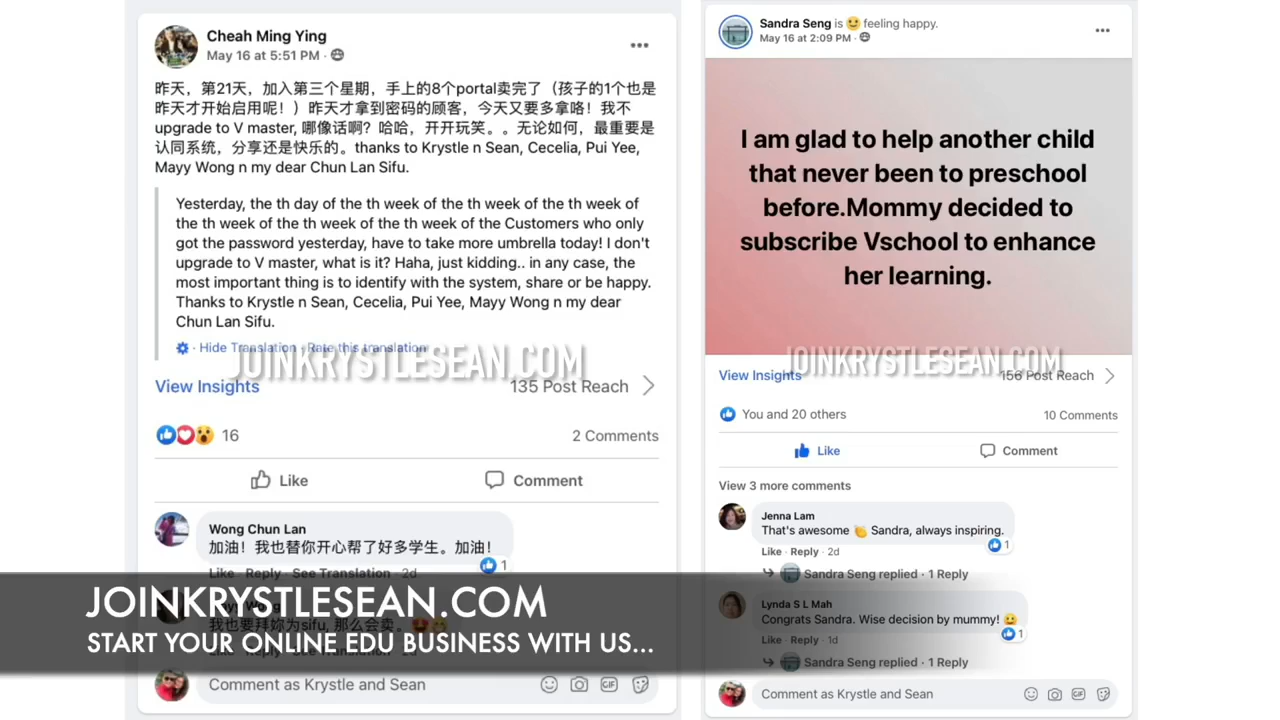 Cheah Ming Ying
May 16 at 5:51 PM ·
昨天，第21天，加入第三个星期，手上的8个portal卖完了（孩子的1个也是
昨天才开始启用呢！）昨天才拿到密码的顾客，今天又要多拿咯！我不
upgrade to V master, 哪像话啊？哈哈，开开玩笑。。无论如何，最重要是
认同系统，分享还是快乐的。thanks to Krystle n Sean, Cecelia, Pui Yee,
Mayy Wong n my dear Chun Lan Sifu.
Yesterday, the th day of the th week of the th week of the th week of
the th week of the th week of the th week of the Customers who only
got the password yesterday, have to take more umbrella today! I don't
upgrade to V master, what is it? Haha, just kidding.. in any case, the
most important thing is to identify with the system, share or be happy.
Thanks to Krystle n Sean, Cecelia, Pui Yee, Mayy Wong n my dear
Chun Lan Sifu.
· Hide Translation · Rate this translation
JOINKRYSTLESEAN.COM
View Insights
135 Post Reach
16
2 Comments
Like
Comment
Wong Chun Lan
加油！我也替你开心帮了好多学生。加油！
1
Like · Reply · See Translation · 2d
我也要拜妳为sifu, 那么会卖。
JOINKRYSTLESEAN.COM
START YOUR ONLINE EDU BUSINESS WITH US...
Comment as Krystle and Sean
GIF
Sandra Seng is feeling happy.
May 16 at 2:09 PM ·
I am glad to help another child
that never been to preschool
before.Mommy decided to
subscribe Vschool to enhance
her learning.
JOINKRYSTLESEAN.COM
View Insights
156 Post Reach
You and 20 others
10 Comments
Like
Comment
View 3 more comments
Jenna Lam
That's awesome Sandra, always inspiring.
1
Like · Reply · 2d
Sandra Seng replied · 1 Reply
Lynda S L Mah
Congrats Sandra. Wise decision by mummy!
1
Like · Reply · 1d
Sandra Seng replied · 1 Reply
Comment as Krystle and Sean
GIF